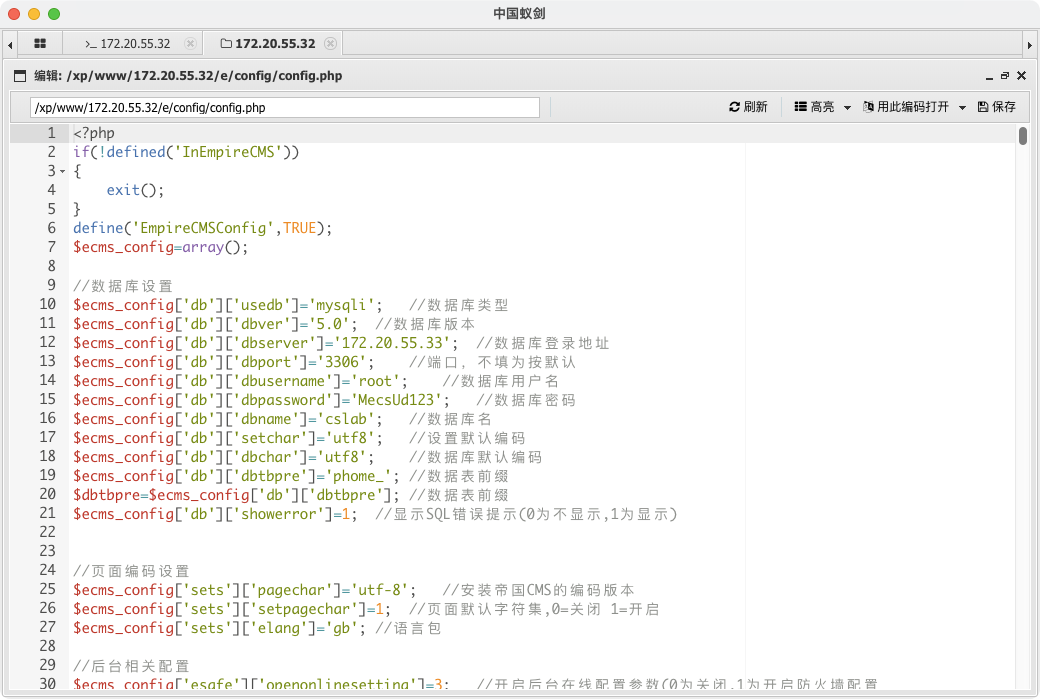 中国蚁剑
>_ 172.20.55.32
172.20.55.32
编辑: /xp/www/172.20.55.32/e/config/config.php
/xp/www/172.20.55.32/e/config/config.php 刷新 高亮 用此编码打开 保存
1 <?php
2 if(!defined('InEmpireCMS'))
3 {
4     exit();
5 }
6 define('EmpireCMSConfig',TRUE);
7 $ecms_config=array();
8
9 //数据库设置
10 $ecms_config['db']['usedb']='mysqli';   //数据库类型
11 $ecms_config['db']['dbver']='5.0';  //数据库版本
12 $ecms_config['db']['dbserver']='172.20.55.33';  //数据库登录地址
13 $ecms_config['db']['dbport']='3306';    //端口，不填为按默认
14 $ecms_config['db']['dbusername']='root';    //数据库用户名
15 $ecms_config['db']['dbpassword']='MecsUd123';   //数据库密码
16 $ecms_config['db']['dbname']='cslab';   //数据库名
17 $ecms_config['db']['setchar']='utf8';   //设置默认编码
18 $ecms_config['db']['dbchar']='utf8';    //数据库默认编码
19 $ecms_config['db']['dbtbpre']='phome_'; //数据表前缀
20 $dbtbpre=$ecms_config['db']['dbtbpre']; //数据表前缀
21 $ecms_config['db']['showerror']=1;  //显示SQL错误提示(0为不显示,1为显示)
22
23
24 //页面编码设置
25 $ecms_config['sets']['pagechar']='utf-8';   //安装帝国CMS的编码版本
26 $ecms_config['sets']['setpagechar']=1;  //页面默认字符集,0=关闭 1=开启
27 $ecms_config['sets']['elang']='gb'; //语言包
28
29 //后台相关配置
30 $ecms_config['esafe']['openonlinesetting']=3;   //开启后台在线配置参数(0为关闭,1为开启防火墙配置